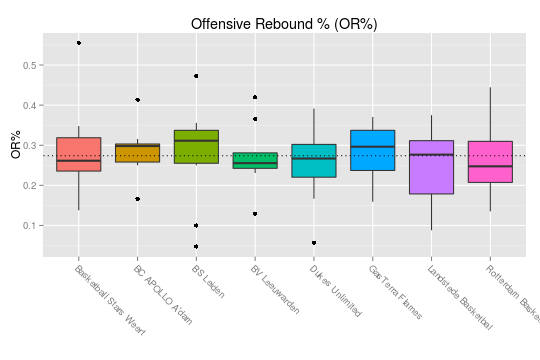 Offensive Rebound % (OR%)
OR%
0.5
0.4
0.3
0.2
0.1
Basketball Stars Weert
BC APOLLO A'dam
BS Leiden
BV Leeuwarden
Dukes Unlimited
GasTerra Flames
Landstede Basketbal
Rotterdam Baske